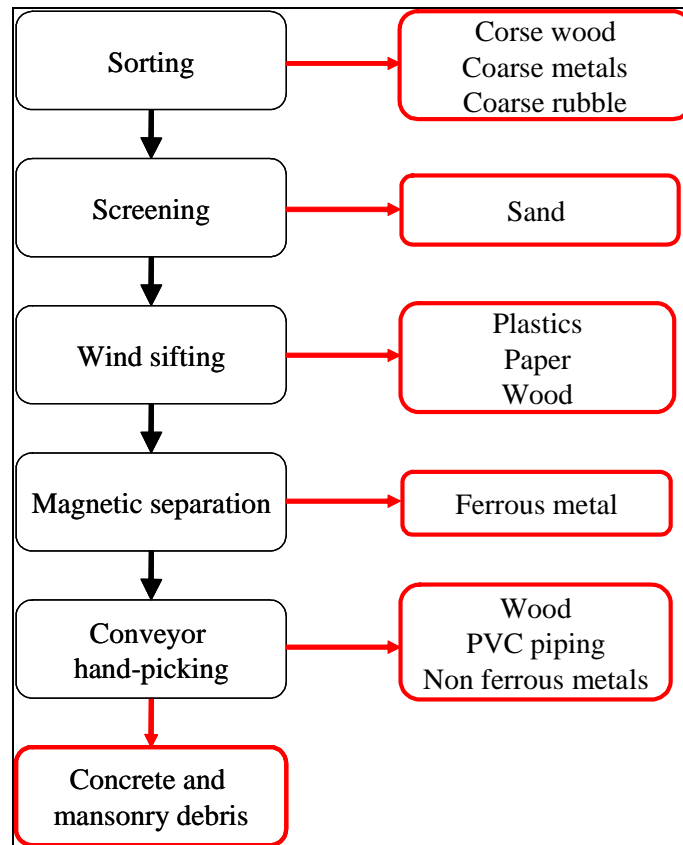 Sorting
Corse wood
Coarse metals
Coarse rubble
Screening
Sand
Wind sifting
Plastics
Paper
Wood
Magnetic separation
Ferrous metal
Conveyor
hand-picking
Wood
PVC piping
Non ferrous metals
Concrete and
mansonry debris